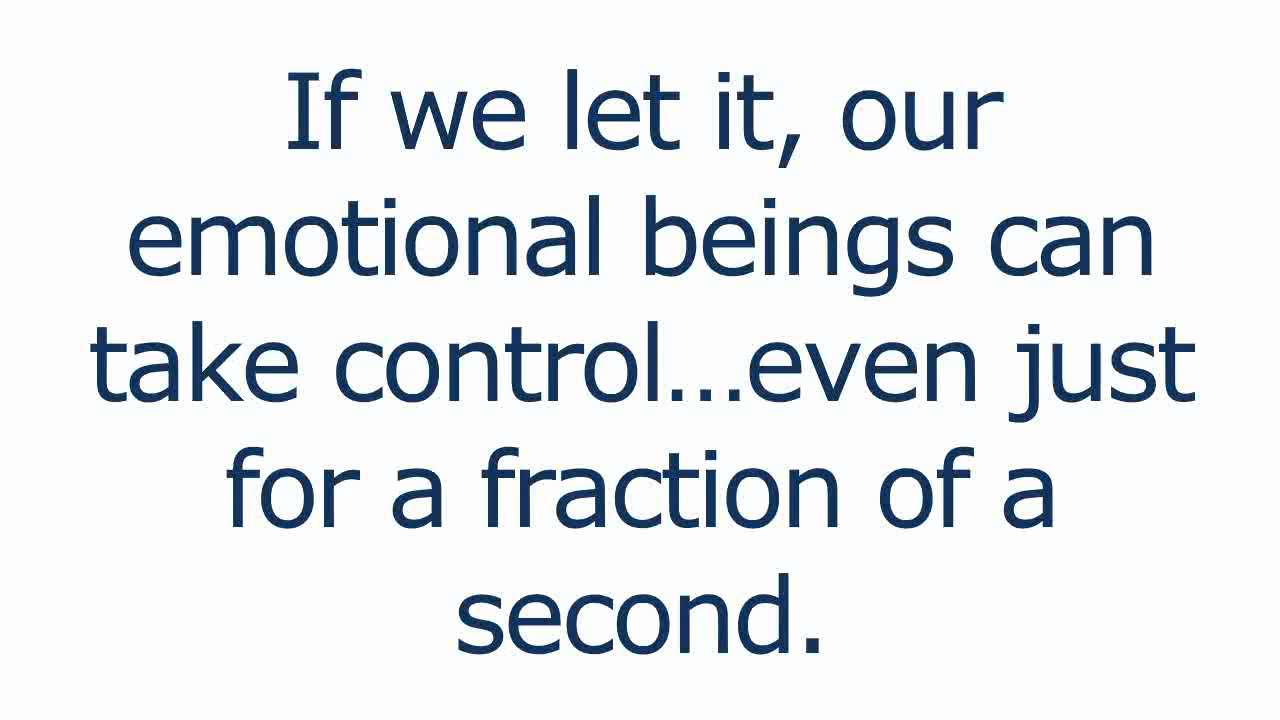 If we let it, our
emotional beings can
take control...even just
for a fraction of a
second.